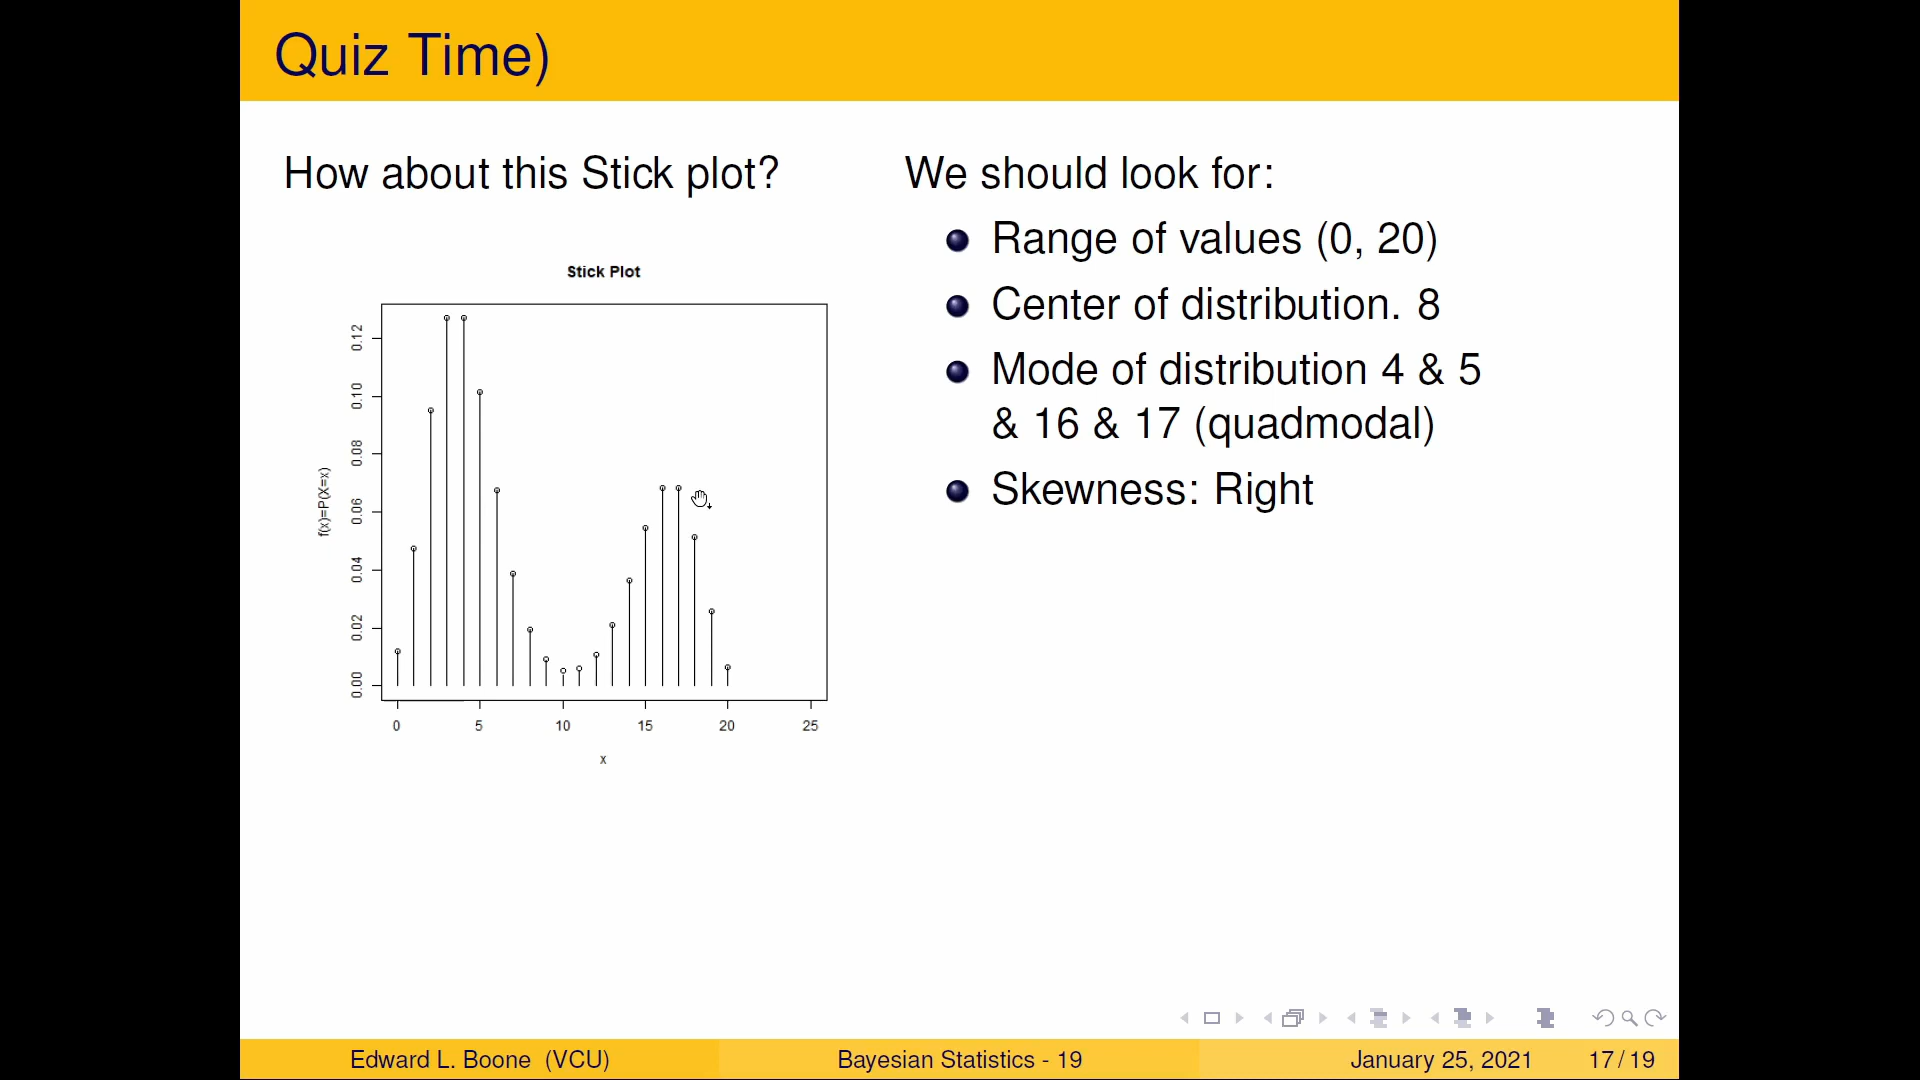 Quiz Time)
How about this Stick plot?
Stick Plot
f(x)=P(X=x)
0.12
0.10
0.08
0.06
0.04
0.02
0.00
0 5 10 15 20 25
x
We should look for:
Range of values (0, 20)
Center of distribution. 8
Mode of distribution 4 & 5
& 16 & 17 (quadmodal)
Skewness: Right
Edward L. Boone (VCU) Bayesian Statistics - 19 January 25, 2021 17 / 19